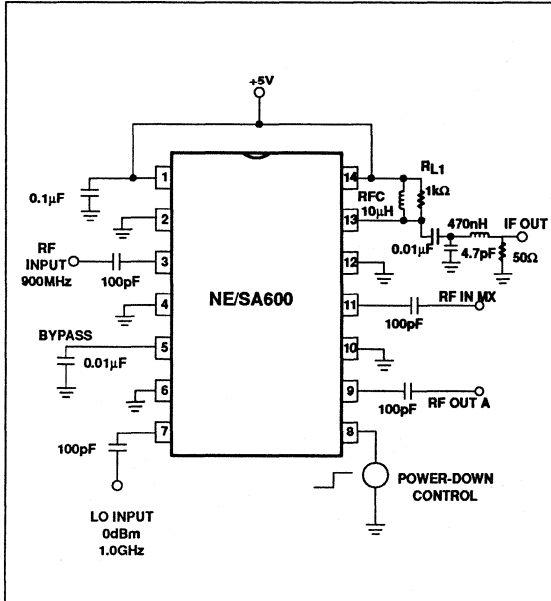 +5V
1
14
0.1µF
RFC
10µH
RL1
1kΩ
2
13
470nH
IF OUT
0.01µF
4.7pF
50Ω
RF
INPUT
900MHz
100pF
3
12
NE/SA600
4
11
RF IN MX
100pF
BYPASS
0.01µF
5
10
6
9
100pF
RF OUT A
100pF
7
8
POWER-DOWN
CONTROL
LO INPUT
0dBm
1.0GHz